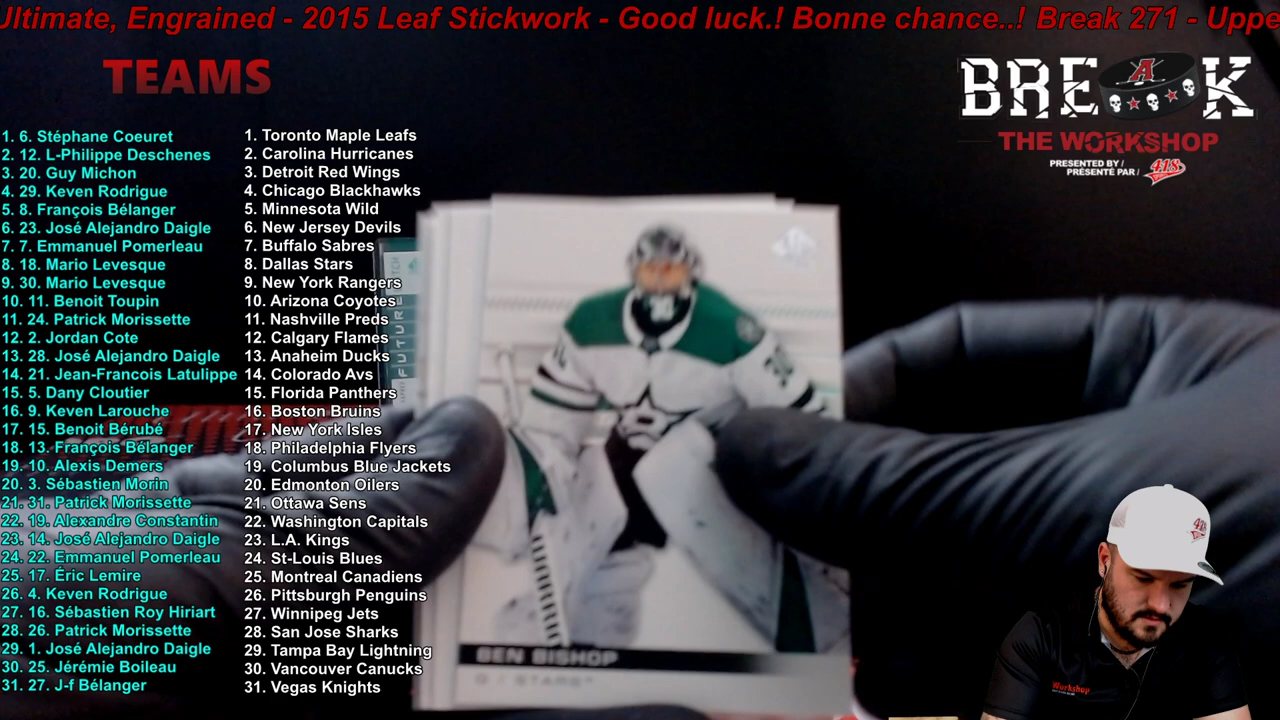 Ultimate, Engrained - 2015 Leaf Stickwork - Good luck.! Bonne chance..! Break 271 - Uppe
TEAMS
BREAK
THE WORKSHOP
PRESENTED BY /
PRÉSENTÉ PAR /
418
1. 6. Stéphane Coeuret
2. 12. L-Philippe Deschenes
3. 20. Guy Michon
4. 29. Keven Rodrigue
5. 8. François Bélanger
6. 23. José Alejandro Daigle
7. 7. Emmanuel Pomerleau
8. 18. Mario Levesque
9. 30. Mario Levesque
10. 11. Benoit Toupin
11. 24. Patrick Morissette
12. 2. Jordan Cote
13. 28. José Alejandro Daigle
14. 21. Jean-Francois Latulippe
15. 5. Dany Cloutier
16. 9. Keven Larouche
17. 15. Benoit Bérubé
18. 13. François Bélanger
19. 10. Alexis Demers
20. 3. Sébastien Morin
21. 31. Patrick Morissette
22. 19. Alexandre Constantin
23. 14. José Alejandro Daigle
24. 22. Emmanuel Pomerleau
25. 17. Éric Lemire
26. 4. Keven Rodrigue
27. 16. Sébastien Roy Hiriart
28. 26. Patrick Morissette
29. 1. José Alejandro Daigle
30. 25. Jérémie Boileau
31. 27. J-f Bélanger
1. Toronto Maple Leafs
2. Carolina Hurricanes
3. Detroit Red Wings
4. Chicago Blackhawks
5. Minnesota Wild
6. New Jersey Devils
7. Buffalo Sabres
8. Dallas Stars
9. New York Rangers
10. Arizona Coyotes
11. Nashville Preds
12. Calgary Flames
13. Anaheim Ducks
14. Colorado Avs
15. Florida Panthers
16. Boston Bruins
17. New York Isles
18. Philadelphia Flyers
19. Columbus Blue Jackets
20. Edmonton Oilers
21. Ottawa Sens
22. Washington Capitals
23. L.A. Kings
24. St-Louis Blues
25. Montreal Canadiens
26. Pittsburgh Penguins
27. Winnipeg Jets
28. San Jose Sharks
29. Tampa Bay Lightning
30. Vancouver Canucks
31. Vegas Knights
FUTURE
30
BEN BISHOP
G / STARS
418
Workshop